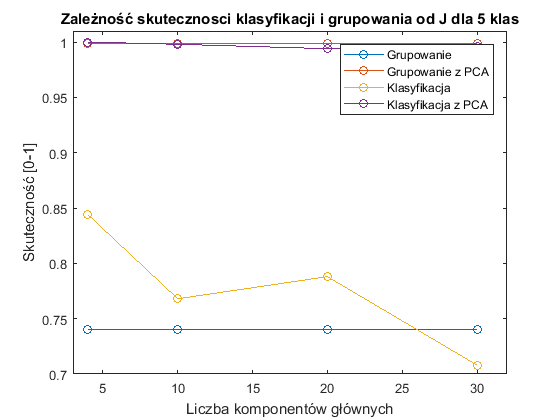 Zależność skutecznosci klasyfikacji i grupowania od J dla 5 klas
1
0.95
0.9
0.85
0.8
0.75
0.7
Skuteczność [0-1]
Grupowanie
Grupowanie z PCA
Klasyfikacja
Klasyfikacja z PCA
5 10 15 20 25 30
Liczba komponentów głównych